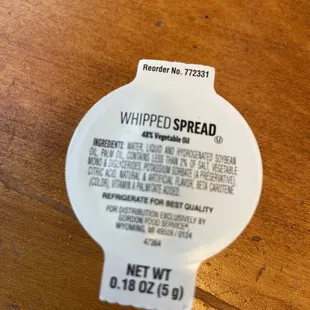 Reorder No. 772331
WHIPPED SPREAD
48% Vegetable Oil
INGREDIENTS: WATER, LIQUID AND HYDROGENATED SOYBEAN
OIL, PALM OIL, CONTAINS LESS THAN 2% OF SALT, VEGETABLE
MONO & DIGLYCERIDES, POTASSIUM SORBATE (A PRESERVATIVE),
CITRIC ACID, NATURAL & ARTIFICIAL FLAVOR, BETA CAROTENE
(COLOR), VITAMIN A PALMITATE ADDED.
REFRIGERATE FOR BEST QUALITY
FOR DISTRIBUTION EXCLUSIVELY BY
GORDON FOOD SERVICE®
WYOMING, MI 49509 / 0124
47364
NET WT
0.18 OZ (5 g)